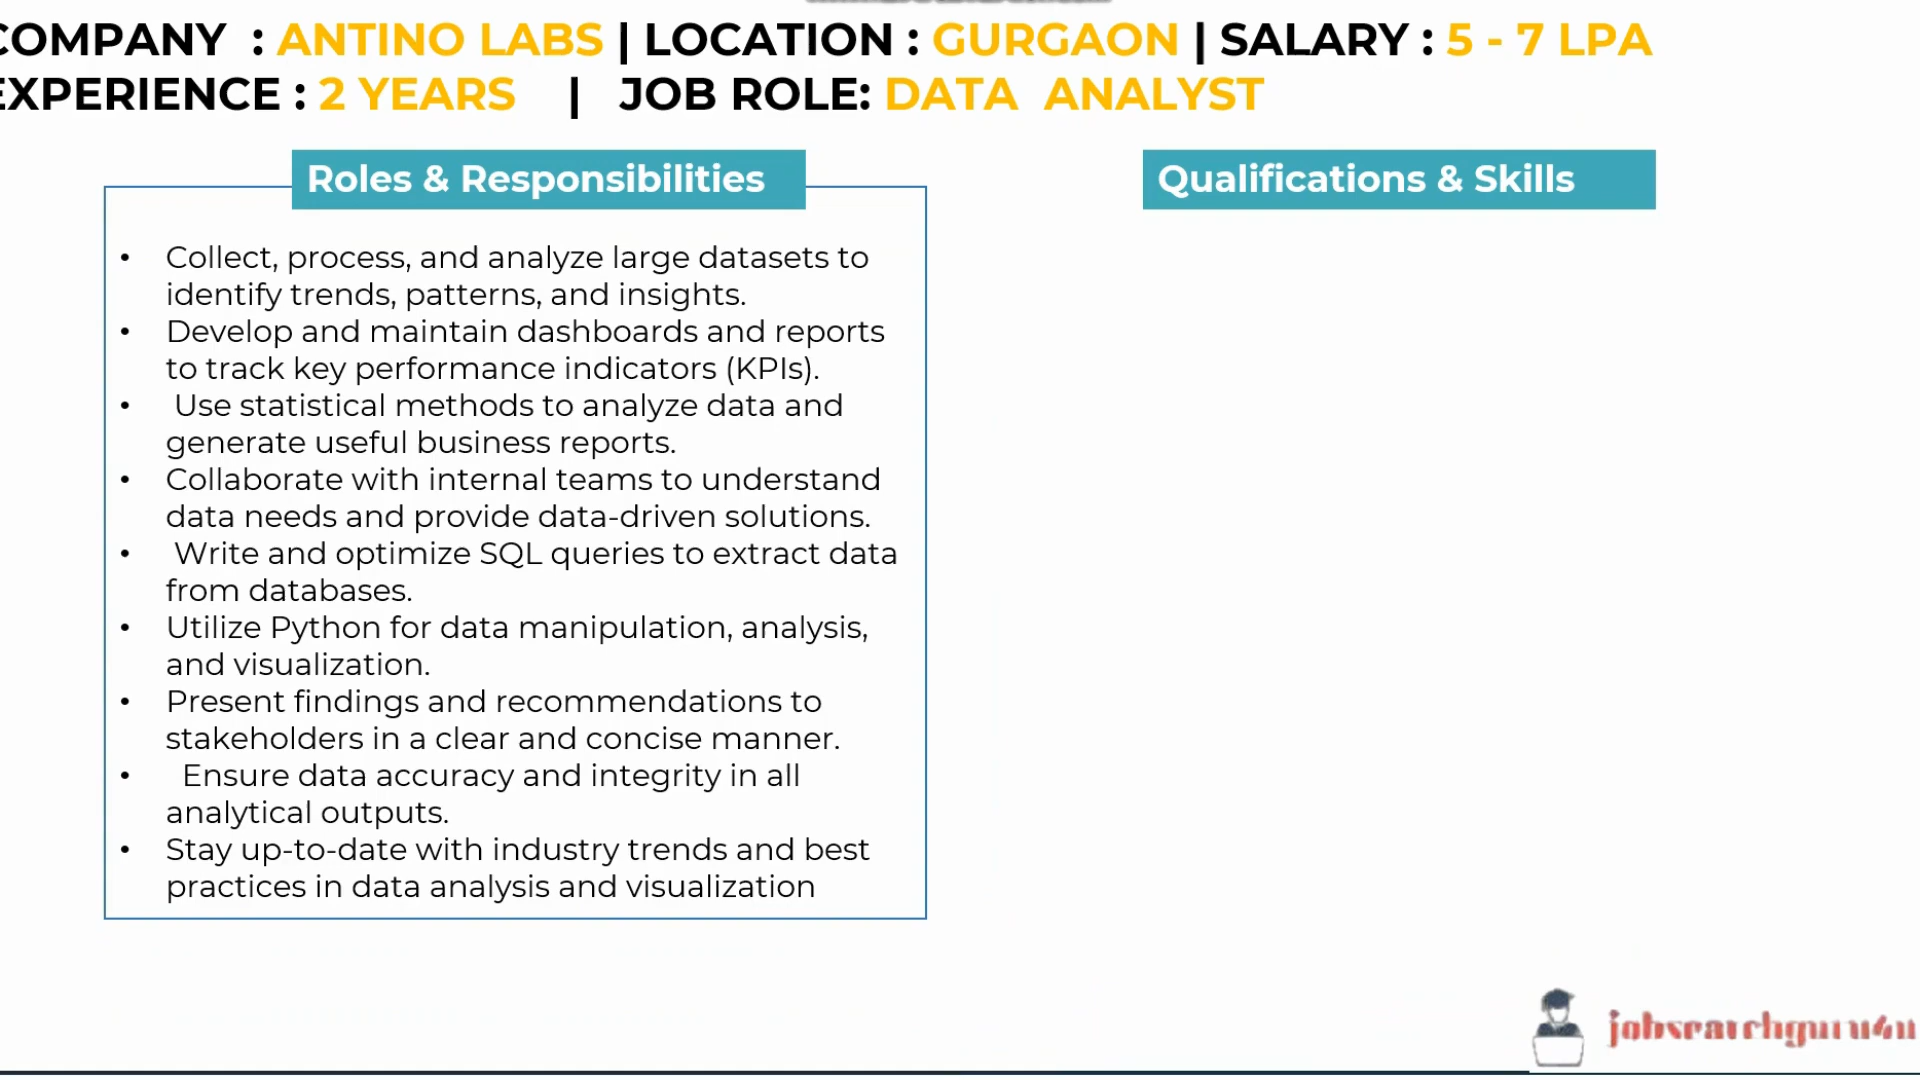 COMPANY : ANTINO LABS | LOCATION : GURGAON | SALARY : 5 - 7 LPA
EXPERIENCE : 2 YEARS | JOB ROLE: DATA ANALYST
Roles & Responsibilities
• Collect, process, and analyze large datasets to
identify trends, patterns, and insights.
• Develop and maintain dashboards and reports
to track key performance indicators (KPIs).
• Use statistical methods to analyze data and
generate useful business reports.
• Collaborate with internal teams to understand
data needs and provide data-driven solutions.
• Write and optimize SQL queries to extract data
from databases.
• Utilize Python for data manipulation, analysis,
and visualization.
• Present findings and recommendations to
stakeholders in a clear and concise manner.
• Ensure data accuracy and integrity in all
analytical outputs.
• Stay up-to-date with industry trends and best
practices in data analysis and visualization
Qualifications & Skills
jobsearchguru4u